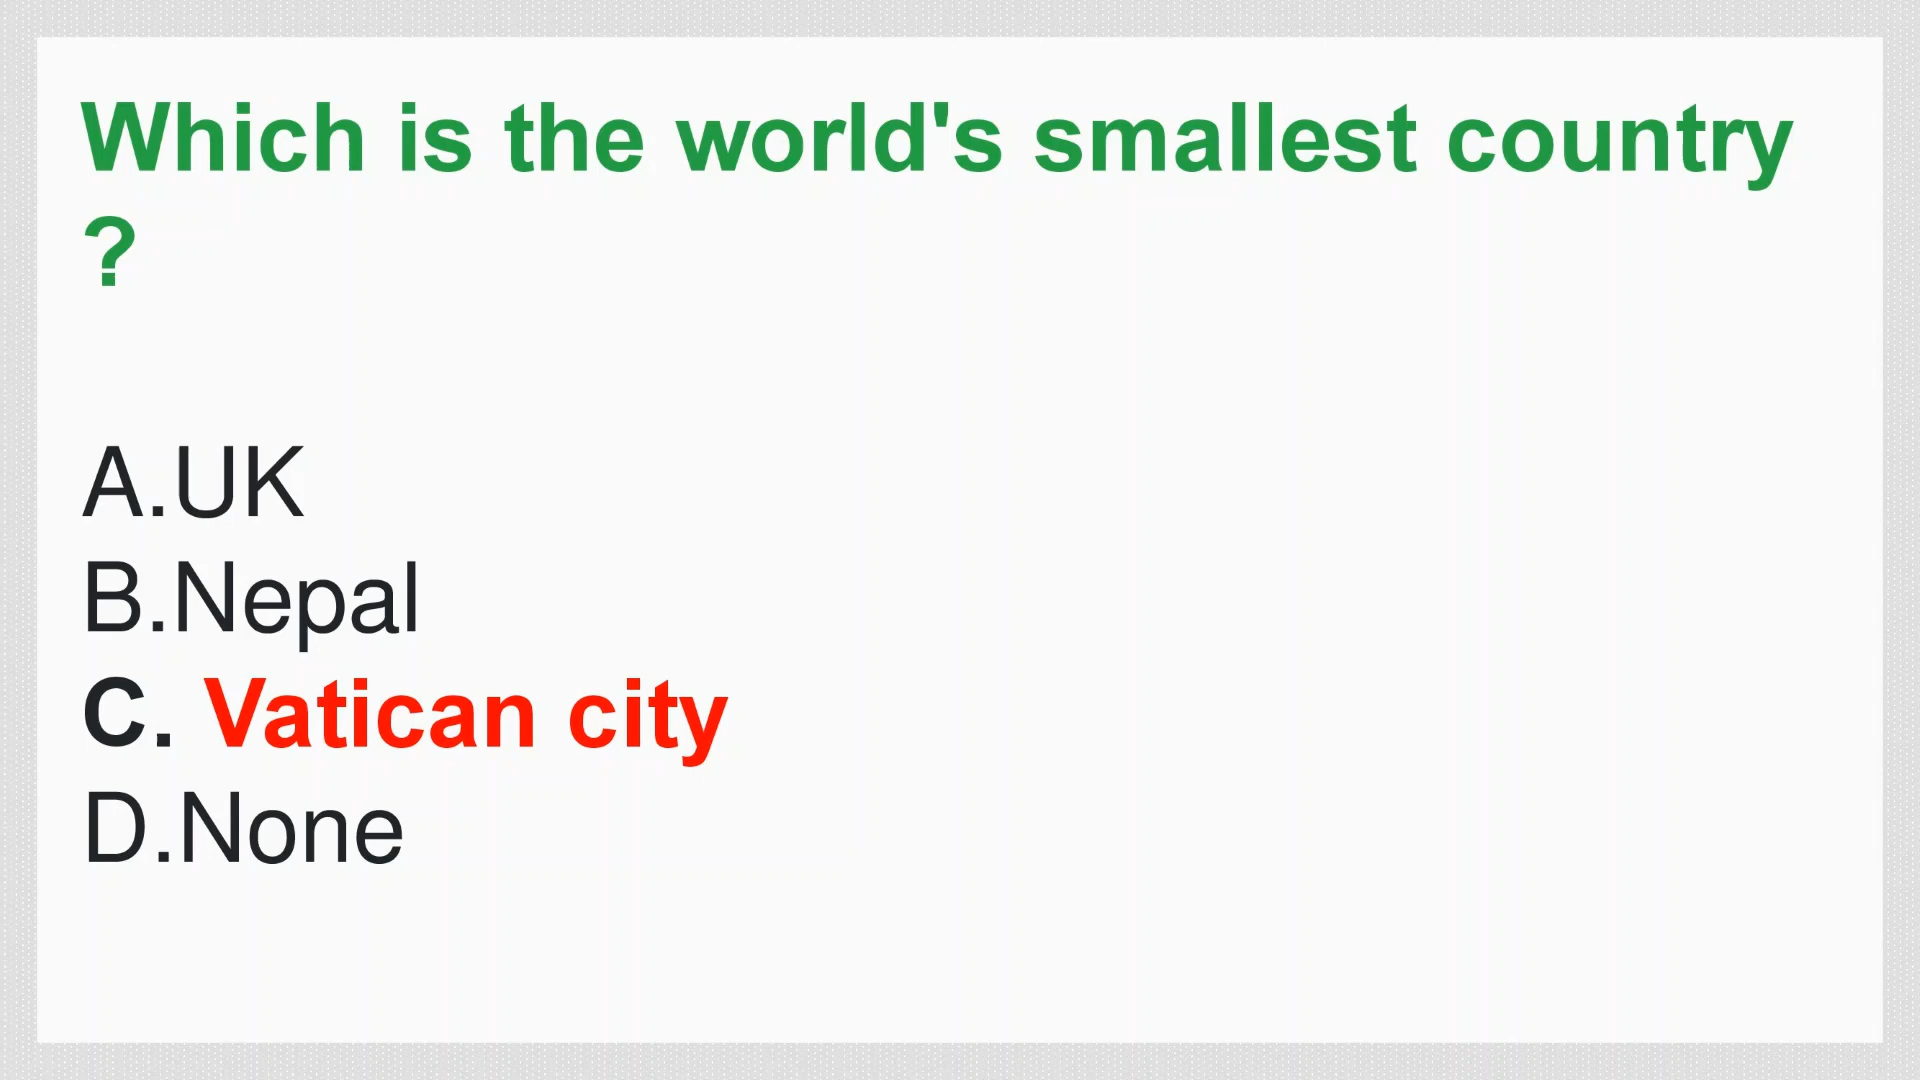 Which is the world's smallest country
?
A.UK
B.Nepal
C. Vatican city
D.None